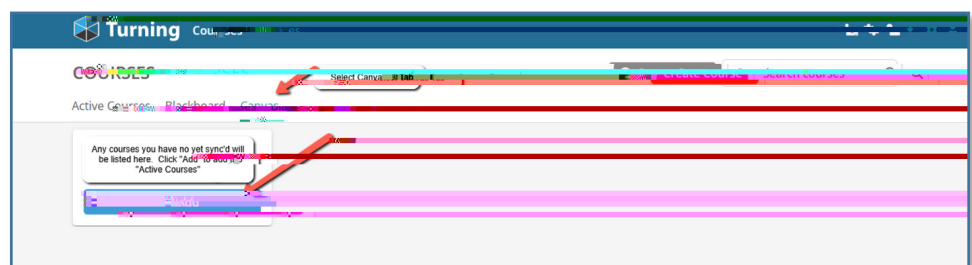 Turning Courses
COURSES
Select Canvas Tab
Create Course
Search courses
Active Courses Blackboard Canvas
Any courses you have no yet sync'd will
be listed here. Click "Add" to add it to
"Active Courses"